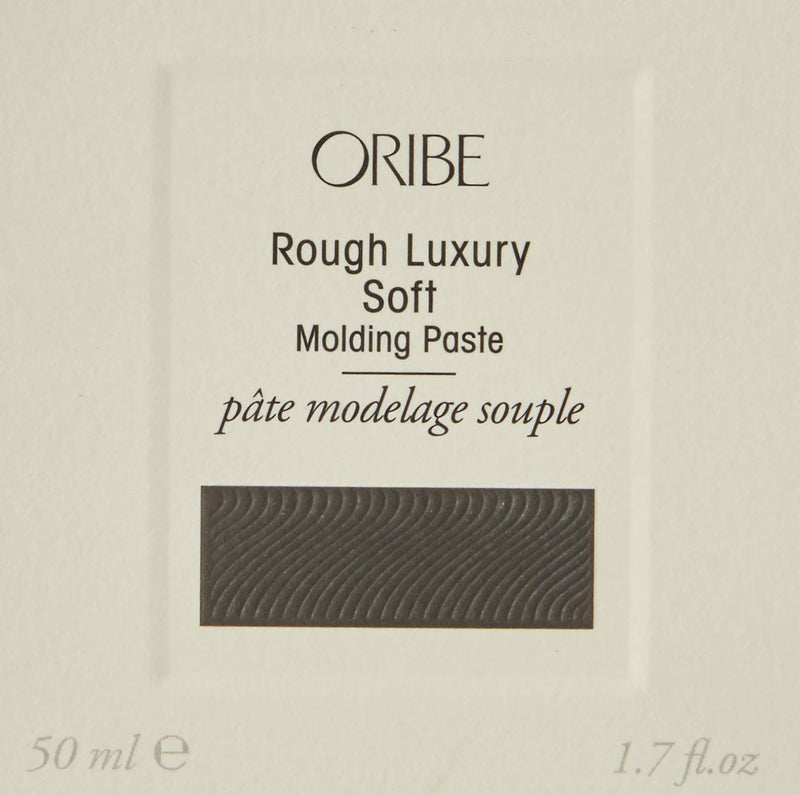 ORIBE
Rough Luxury
Soft
Molding Paste
pâte modelage souple
50 ml ℮
1.7 fl.oz